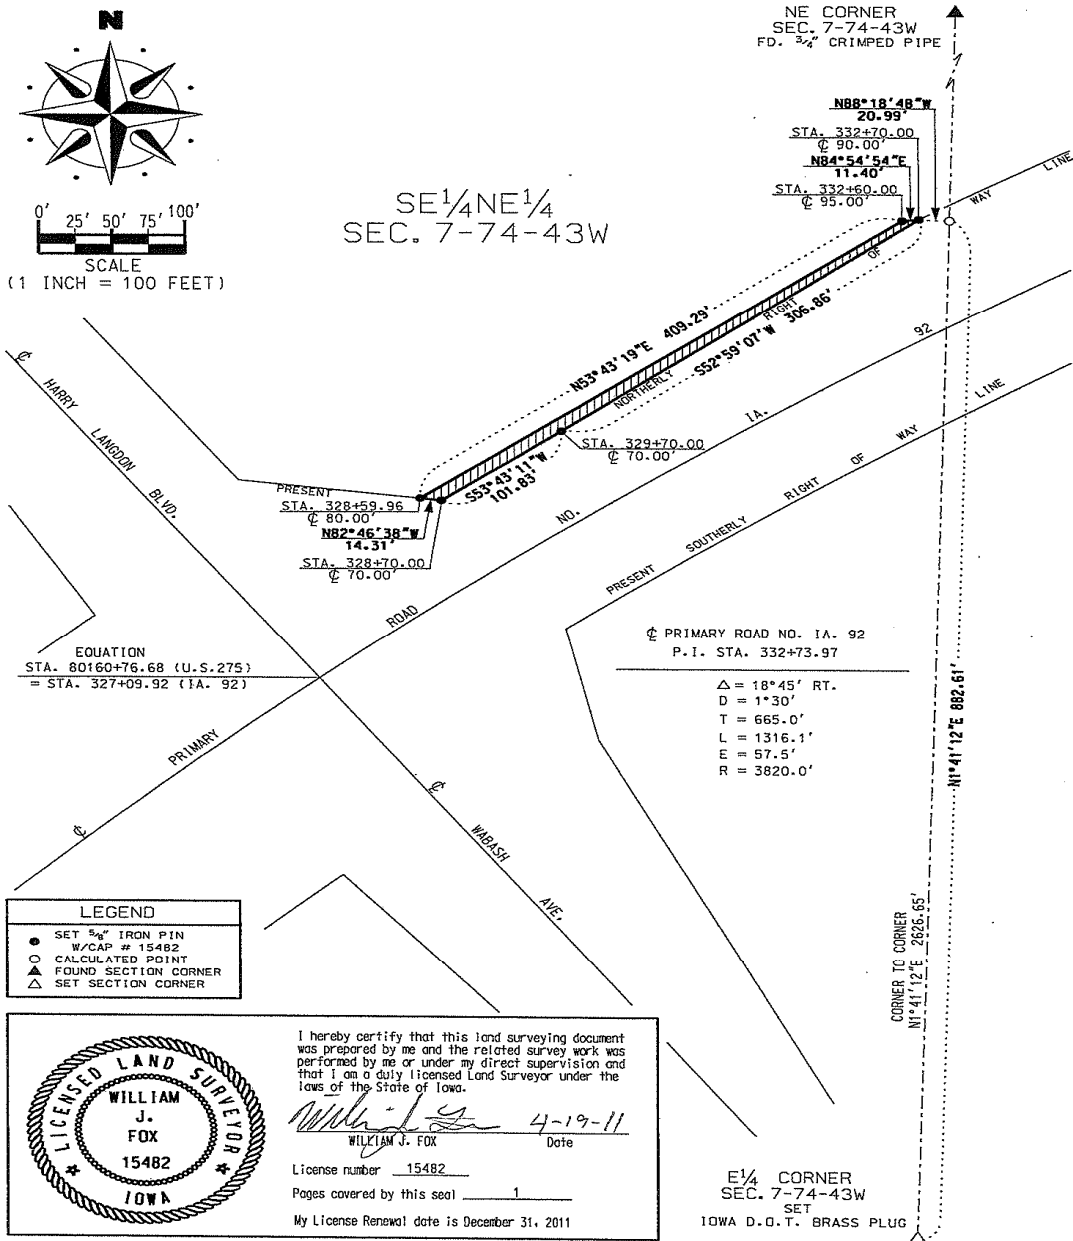 N
NE CORNER
SEC. 7-74-43W
FD. 3/4" CRIMPED PIPE
N88°18'48"W
20.99'
STA. 332+70.00
℄ 90.00'
N84°54'54"E
11.40'
STA. 332+60.00
℄ 95.00'
WAY LINE
0' 25' 50' 75' 100'
SCALE
(1 INCH = 100 FEET)
SE1/4NE1/4
SEC. 7-74-43W
N53°43'19"E 409.29'
NORTHERLY RIGHT OF
S52°59'07"W 306.86'
℄ HARRY LANGDON BLVD.
STA. 329+70.00
℄ 70.00'
S53°43'11"W
101.83'
PRESENT
STA. 328+59.96
℄ 80.00'
N82°46'38"W
14.31'
STA. 328+70.00
℄ 70.00'
℄ PRIMARY ROAD NO. IA. 92
PRESENT SOUTHERLY RIGHT OF WAY LINE
EQUATION
STA. 80160+76.68 (U.S.275)
= STA. 327+09.92 (IA. 92)
℄ PRIMARY ROAD NO. IA. 92
P.I. STA. 332+73.97
△ = 18°45' RT.
D = 1°30'
T = 665.0'
L = 1316.1'
E = 57.5'
R = 3820.0'
N1°41'12"E 882.61'
℄ WABASH AVE.
CORNER TO CORNER
N1°41'12"E 2626.65'
LEGEND
● SET 5/8" IRON PIN
W/CAP # 15482
○ CALCULATED POINT
▲ FOUND SECTION CORNER
△ SET SECTION CORNER
LICENSED LAND SURVEYOR
WILLIAM
J.
FOX
15482
IOWA
I hereby certify that this land surveying document
was prepared by me and the related survey work was
performed by me or under my direct supervision and
that I am a duly licensed Land Surveyor under the
laws of the State of Iowa.
4-19-11
WILLIAM J. FOX Date
License number 15482
Pages covered by this seal 1
My License Renewal date is December 31, 2011
E1/4 CORNER
SEC. 7-74-43W
SET
IOWA D.O.T. BRASS PLUG